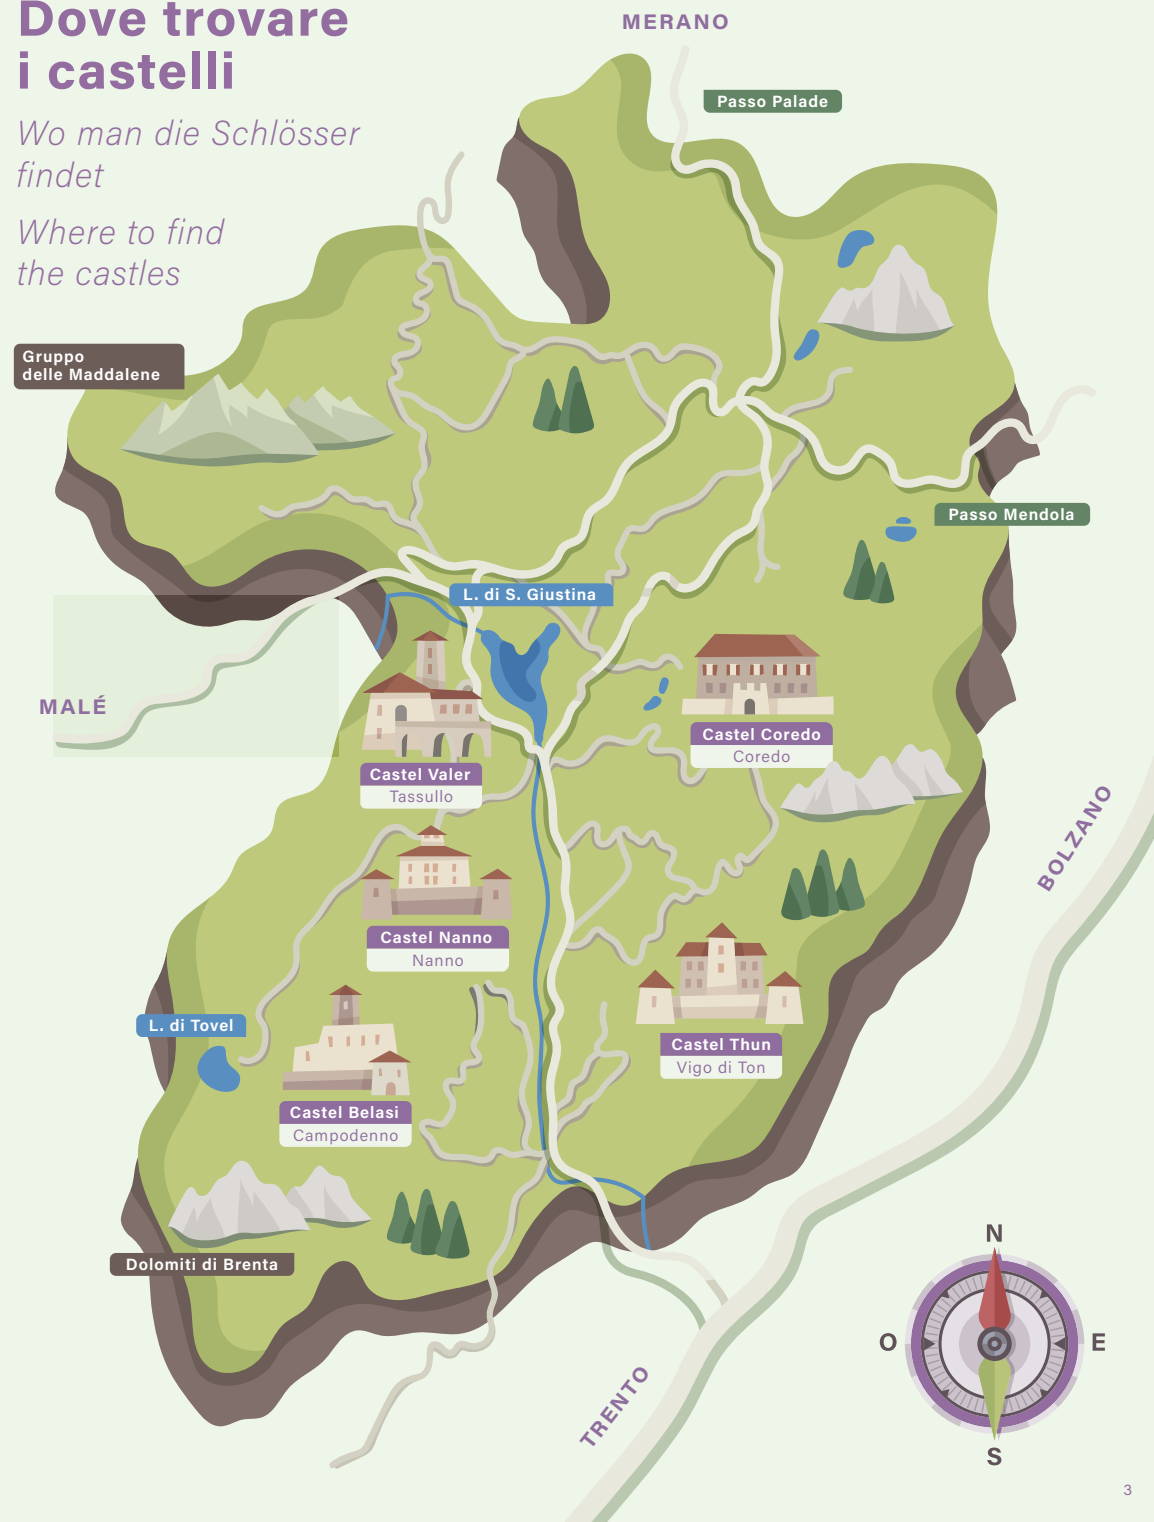 Dove trovare
i castelli
Wo man die Schlösser
findet
Where to find
the castles
MERANO
Passo Palade
Gruppo
delle Maddalene
Passo Mendola
L. di S. Giustina
MALÉ
Castel Coredo
Coredo
Castel Valer
Tassullo
BOLZANO
Castel Nanno
Nanno
L. di Tovel
Castel Thun
Vigo di Ton
Castel Belasi
Campodenno
Dolomiti di Brenta
TRENTO
N
O
E
S
3